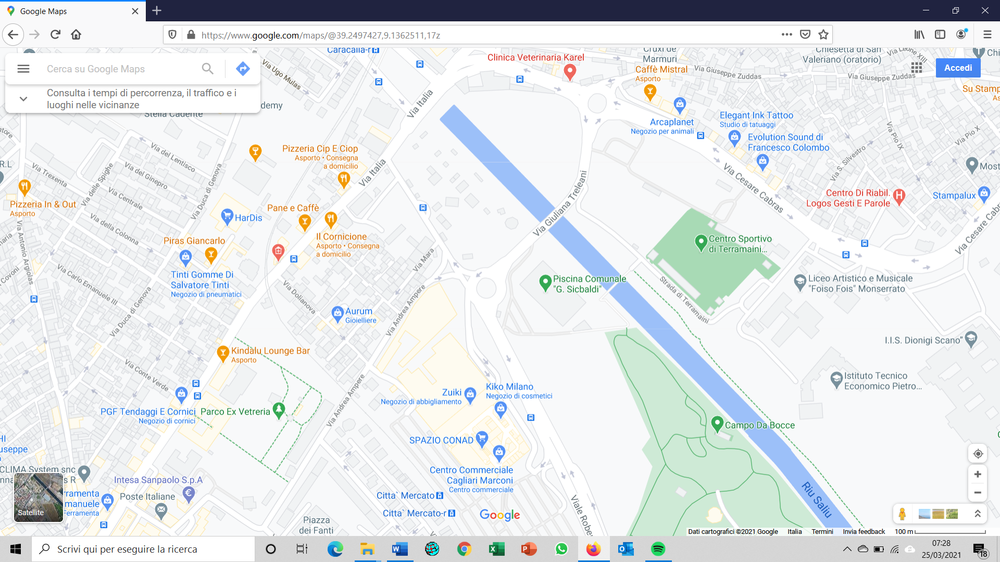 Google Maps
https://www.google.com/maps/@39.2497427,9.1362511,17z
Cerca su Google Maps
Consulta i tempi di percorrenza, il traffico e i
luoghi nelle vicinanze
Accedi
Caracalla-r
Via Ugo Mulas
Via Italia
Clinica Veterinaria Karel
Cruxi de
Marmuri
Caffè Mistral
Asporto
Via Giuseppe Zuddas
Chiesetta di San
Valeriano (oratorio)
Via Leone XIII
Via Giuseppe Zuddas
Chi
Su Stamp
As
demy
Stella Cadente
Arcaplanet
Negozio per animali
Elegant Ink Tattoo
Studio di tatuaggi
Evolution Sound di
Francesco Colombo
Via Pio IX
Via Pio X
Via S. Silvestro
Most
Stampalux
Centro Di Riabil.
Logos Gesti E Parole
Via Cesare Cabras
Via Cesare Cabr
Pizzeria Cip E Ciop
Asporto • Consegna
a domicilio
Via Italia
Via del Lentisco
Via del Ginepro
Via delle Spighe
Via Duca di Genova
Via Trexenta
Via Centrale
Via della Colonna
R.L
Pizzeria In & Out
Asporto
Via Antonio Argiolas
HarDis
Pane e Caffè
Il Cornicione
Asporto • Consegna
a domicilio
Piras Giancarlo
Tinti Gomme Di
Salvatore Tinti
Negozio di pneumatici
Via Carlo Emanuele III
Via Duca di Genova
Covoni
Via Mara
Via Dolianova
Via Andrea Ampere
Aurum
Gioielliere
Via Giuliana Treleani
Via Giuliana Treleani
Piscina Comunale
"G. Sicbaldi"
Centro Sportivo
di Terramaini...
Strada di Terramaini
Liceo Artistico e Musicale
"Foiso Fois" Monserrato
I.I.S. Dionigi Scano"
Istituto Tecnico
Economico Pietro...
Kindalu Lounge Bar
Asporto
Via Conte Verde
PGF Tendaggi E Cornici
Negozio di cornici
Parco Ex Vetreria
Via Andrea Ampere
Zuiki
Negozio di abbigliamento
Kiko Milano
Negozio di cosmetici
SPAZIO CONAD
Centro Commerciale
Cagliari Marconi
Centro commerciale
Citta` Mercato
Citta` Mercato-r
Viale Rober
Campo Da Bocce
Riu Saliu
HI
useppe
CLIMA System snc
R
Intesa Sanpaolo S.p.A
Poste Italiane
rramenta
manuele
Ferramenta
Piazza
dei Fanti
Satellite
Google
Dati cartografici ©2021 Google Italia Termini Invia feedback 100 m
Scrivi qui per eseguire la ricerca
07:28
25/03/2021
18